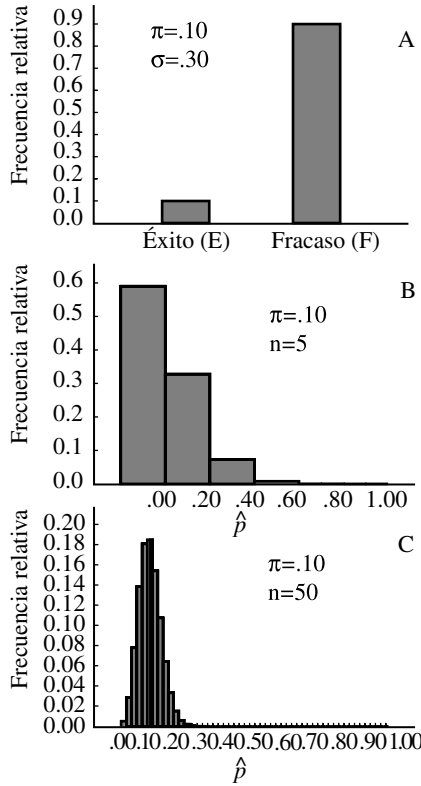 Frecuencia relativa
0.9
0.8
0.7
0.6
0.5
0.4
0.3
0.2
0.1
0.0
π=.10
σ=.30
A
Éxito (E) Fracaso (F)
Frecuencia relativa
0.6
0.5
0.4
0.3
0.2
0.1
0.0
B
π=.10
n=5
.00 .20 .40 .60 .80 1.00
p̂
Frecuencia relativa
0.20
0.18
0.16
0.14
0.12
0.10
0.08
0.06
0.04
0.02
0.00
C
π=.10
n=50
.00 .10 .20 .30 .40 .50 .60 .70 .80 .90 1.00
p̂